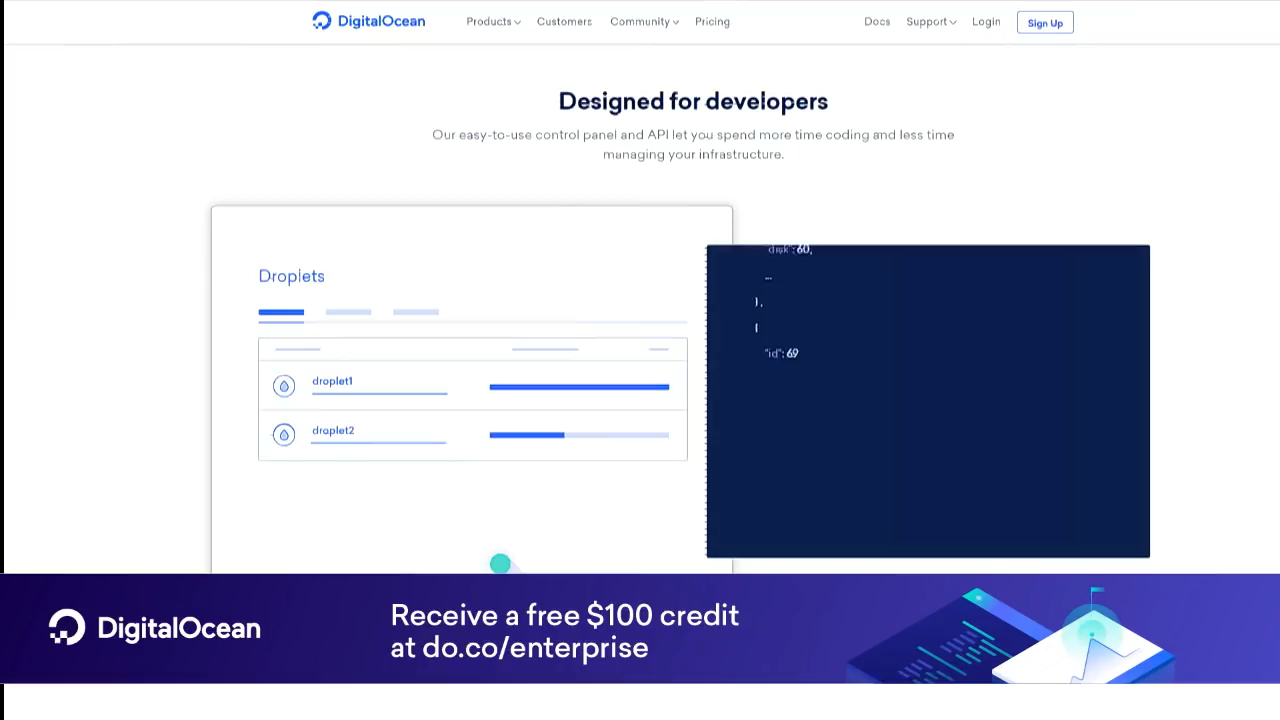 DigitalOcean Products Customers Community Pricing Docs Support Login Sign Up
Designed for developers
Our easy-to-use control panel and API let you spend more time coding and less time
managing your infrastructure.
Droplets
droplet1
droplet2
"disk": 60,
...
},
{
"id": 69
DigitalOcean
Receive a free $100 credit
at do.co/enterprise